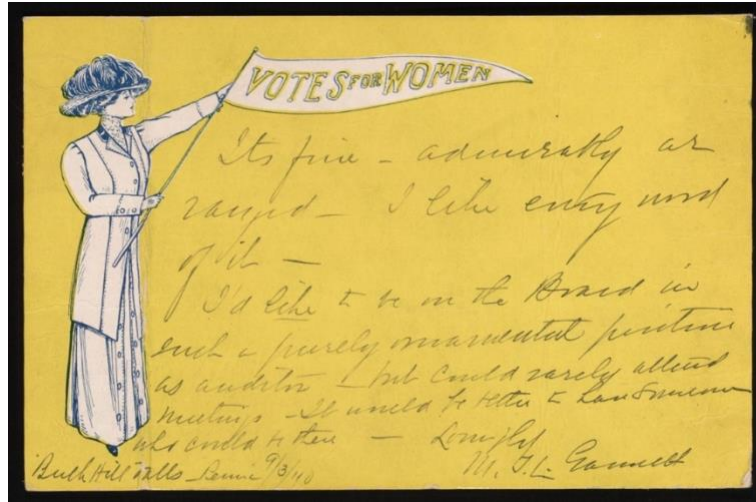 VOTES FOR WOMEN
Its fine - admirably ar
ranged - I like every word
of it -
I'd like to be on the Board in
such a purely ornamental position
as auditor - but could rarely attend
meetings - It would be better to have someone
who could be there - Lovingly
Buck Hill Falls - Penna 9/3/10
M. T. L. Gannett